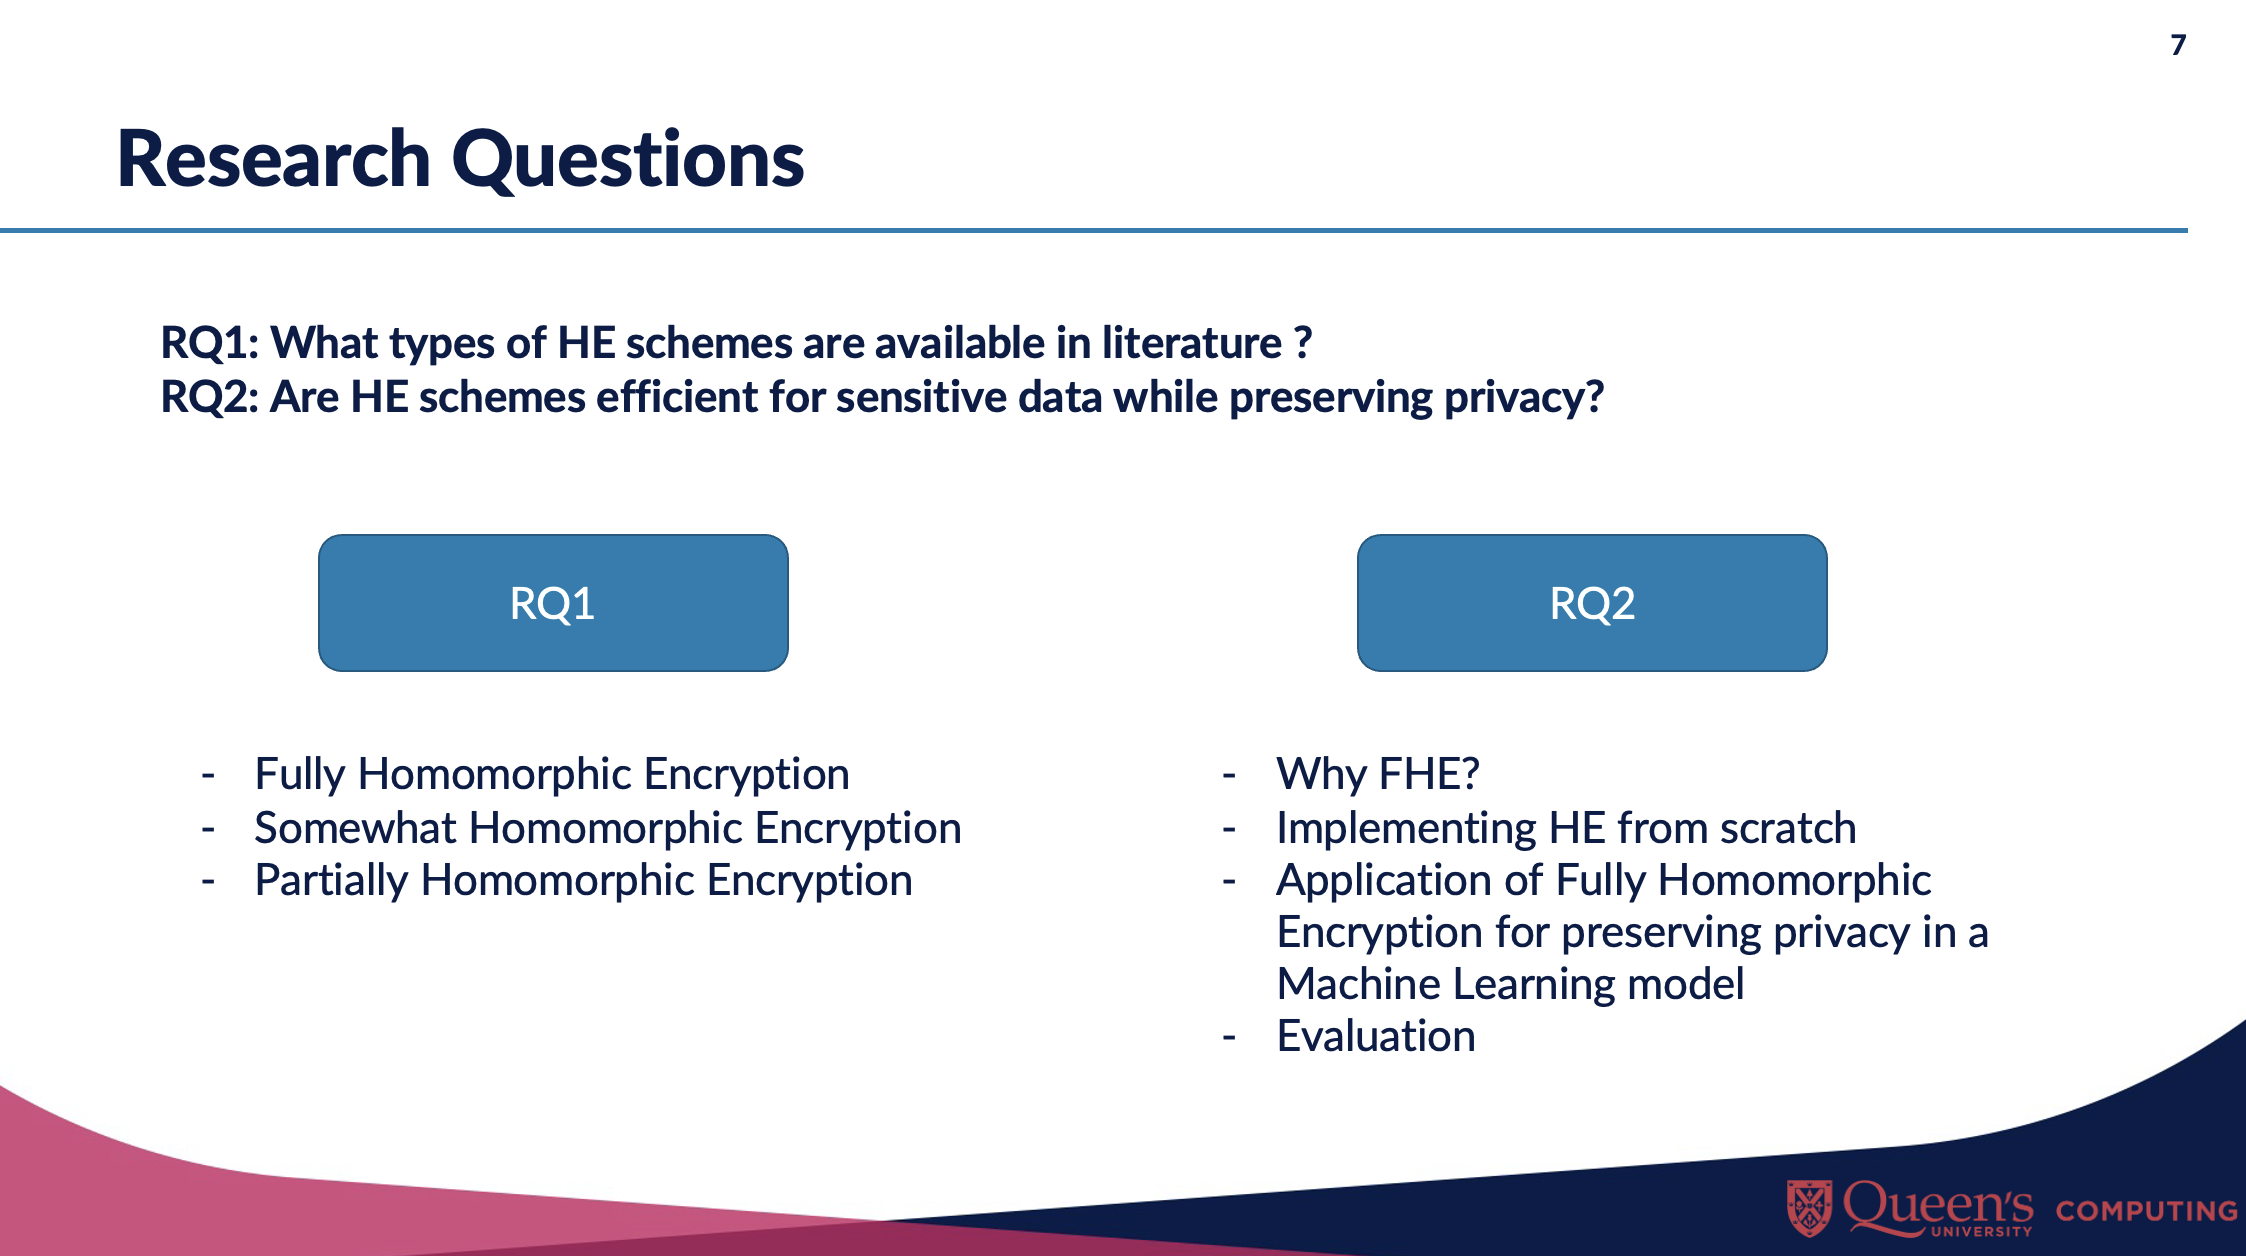 7
Research Questions
RQ1: What types of HE schemes are available in literature ?
RQ2: Are HE schemes efficient for sensitive data while preserving privacy?
RQ1
- Fully Homomorphic Encryption
- Somewhat Homomorphic Encryption
- Partially Homomorphic Encryption
RQ2
- Why FHE?
- Implementing HE from scratch
- Application of Fully Homomorphic
Encryption for preserving privacy in a
Machine Learning model
- Evaluation
Queen's
UNIVERSITY
COMPUTING